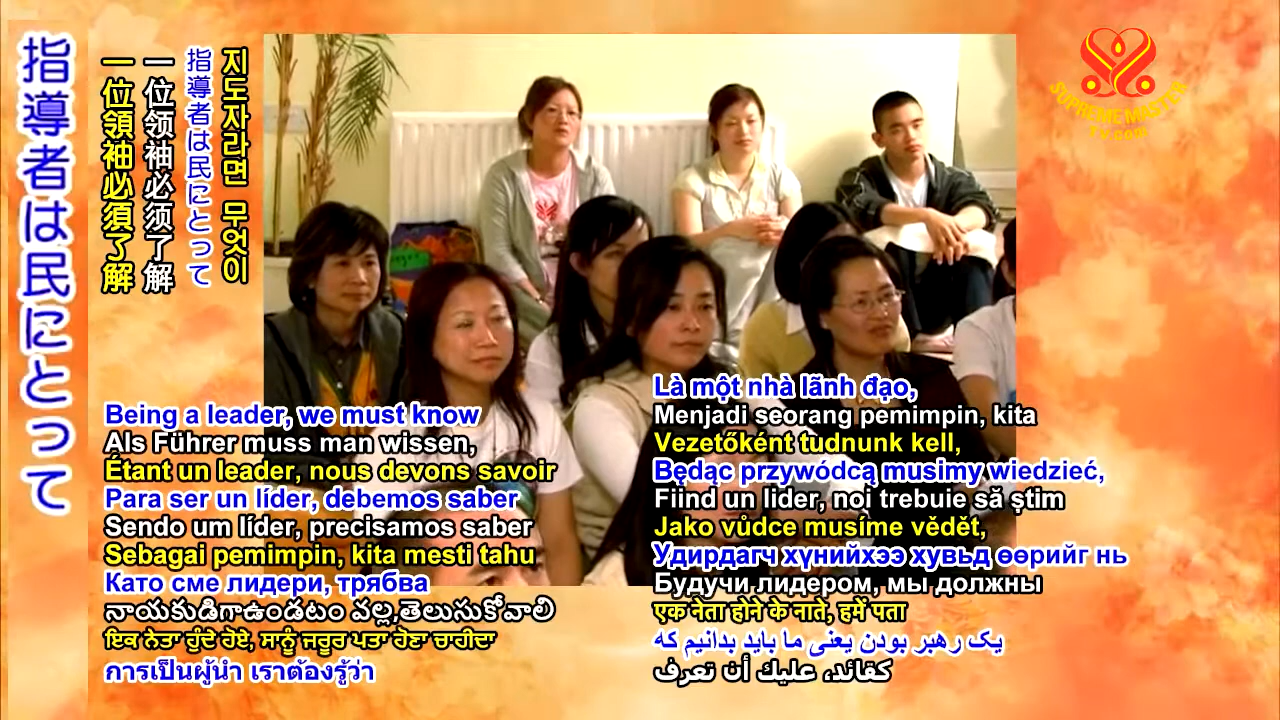 指導者は民にとって
一位領袖必須了解
一位领袖必须了解
指導者は民にとって
지도자라면 무엇이
SUPREME MASTER
TV.com
Being a leader, we must know
Als Führer muss man wissen,
Étant un leader, nous devons savoir
Para ser un líder, debemos saber
Sendo um líder, precisamos saber
Sebagai pemimpin, kita mesti tahu
Като сме лидери, трябва
నాయకుడిగాఉండటం వల్ల,తెలుసుకోవాలి
ਇਕ ਨੇਤਾ ਹੁੰਦੇ ਹੋਏ, ਸਾਨੂੰ ਜਰੂਰ ਪਤਾ ਹੋਣਾ ਚਾਹੀਦਾ
การเป็นผู้นำ เราต้องรู้ว่า
Là một nhà lãnh đạo,
Menjadi seorang pemimpin, kita
Vezetőként tudnunk kell,
Będąc przywódcą musimy wiedzieć,
Fiind un lider, noi trebuie să știm
Jako vůdce musíme vědět,
Удирдагч хүнийхээ хувьд өөрийг нь
Будучи лидером, мы должны
एक नेता होने के नाते, हमें पता
یک رهبر بودن یعنی ما باید بدانیم که
كقائد، عليك أن تعرف